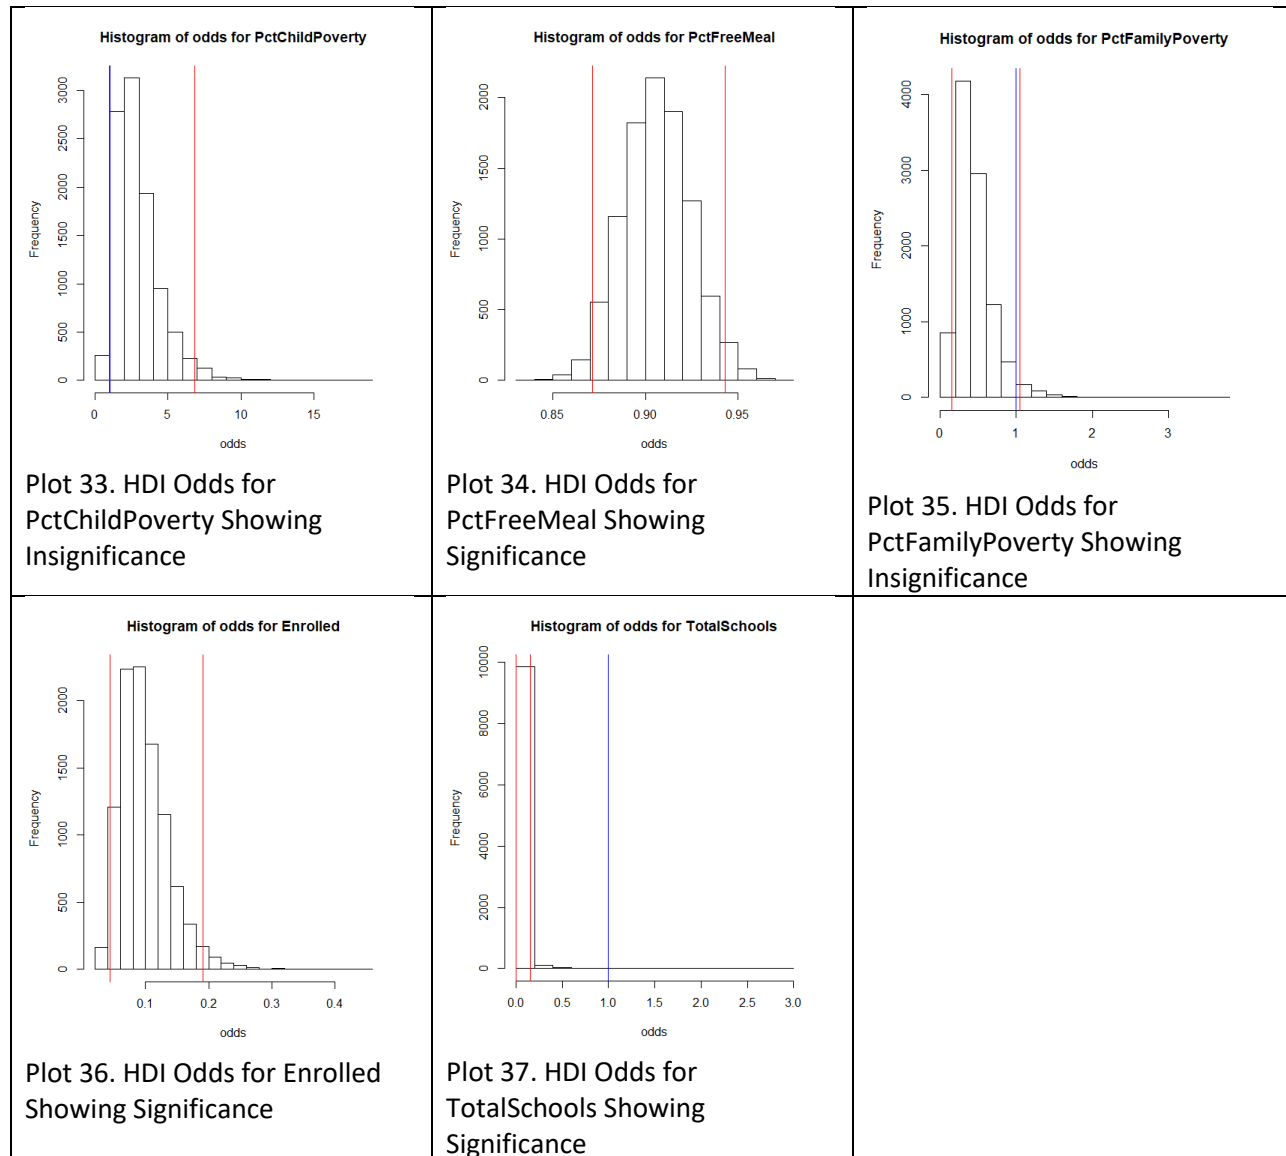 Histogram of odds for PctChildPoverty
Frequency
0
500
1000
1500
2000
2500
3000
0 5 10 15
odds
Plot 33. HDI Odds for
PctChildPoverty Showing
Insignificance
Histogram of odds for PctFreeMeal
Frequency
0
500
1000
1500
2000
0.85 0.90 0.95
odds
Plot 34. HDI Odds for
PctFreeMeal Showing
Significance
Histogram of odds for PctFamilyPoverty
Frequency
0
1000
2000
3000
4000
0 1 2 3
odds
Plot 35. HDI Odds for
PctFamilyPoverty Showing
Insignificance
Histogram of odds for Enrolled
Frequency
0
500
1000
1500
2000
0.1 0.2 0.3 0.4
odds
Plot 36. HDI Odds for Enrolled
Showing Significance
Histogram of odds for TotalSchools
Frequency
0
2000
4000
6000
8000
10000
0.0 0.5 1.0 1.5 2.0 2.5 3.0
odds
Plot 37. HDI Odds for
TotalSchools Showing
Significance